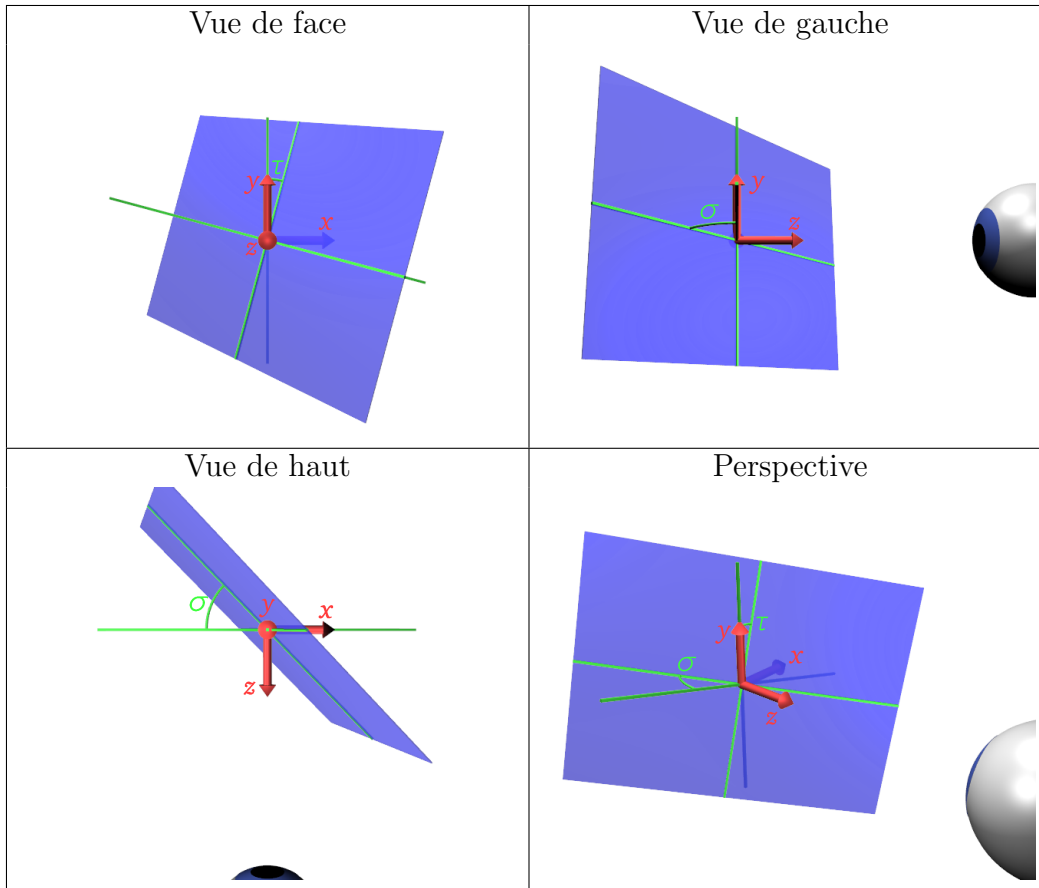 Vue de face
τ
y
x
z
Vue de gauche
y
σ
z
Vue de haut
σ
y
x
z
Perspective
y
τ
x
σ
z